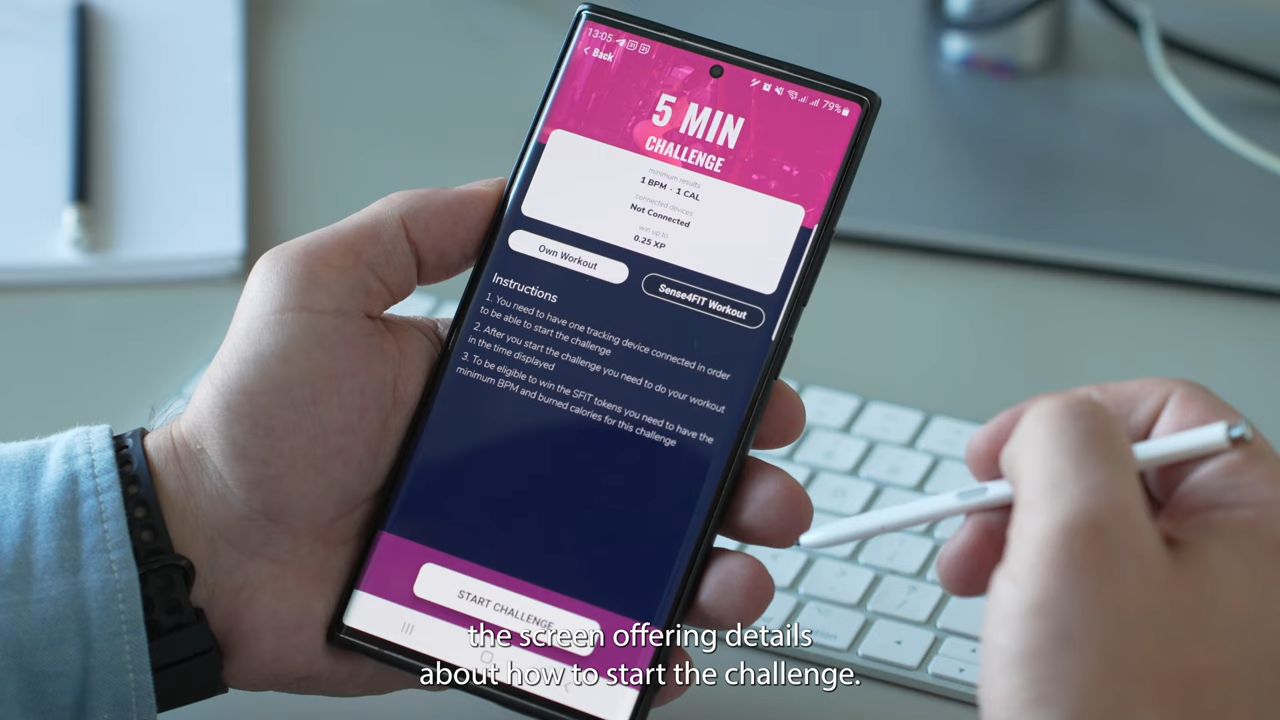 13:05
79%
< Back
5 MIN
CHALLENGE
minimum results
1 BPM - 1 CAL
connected devices
Not Connected
win up to
0.25 XP
Own Workout
Sense4FIT Workout
Instructions
1. You need to have one tracking device connected in order
to be able to start the challenge
2. After you start the challenge you need to do your workout
in the time displayed
3. To be eligible to win the SFIT tokens you need to have the
minimum BPM and burned calories for this challenge
START CHALLENGE
the screen offering details
about how to start the challenge.